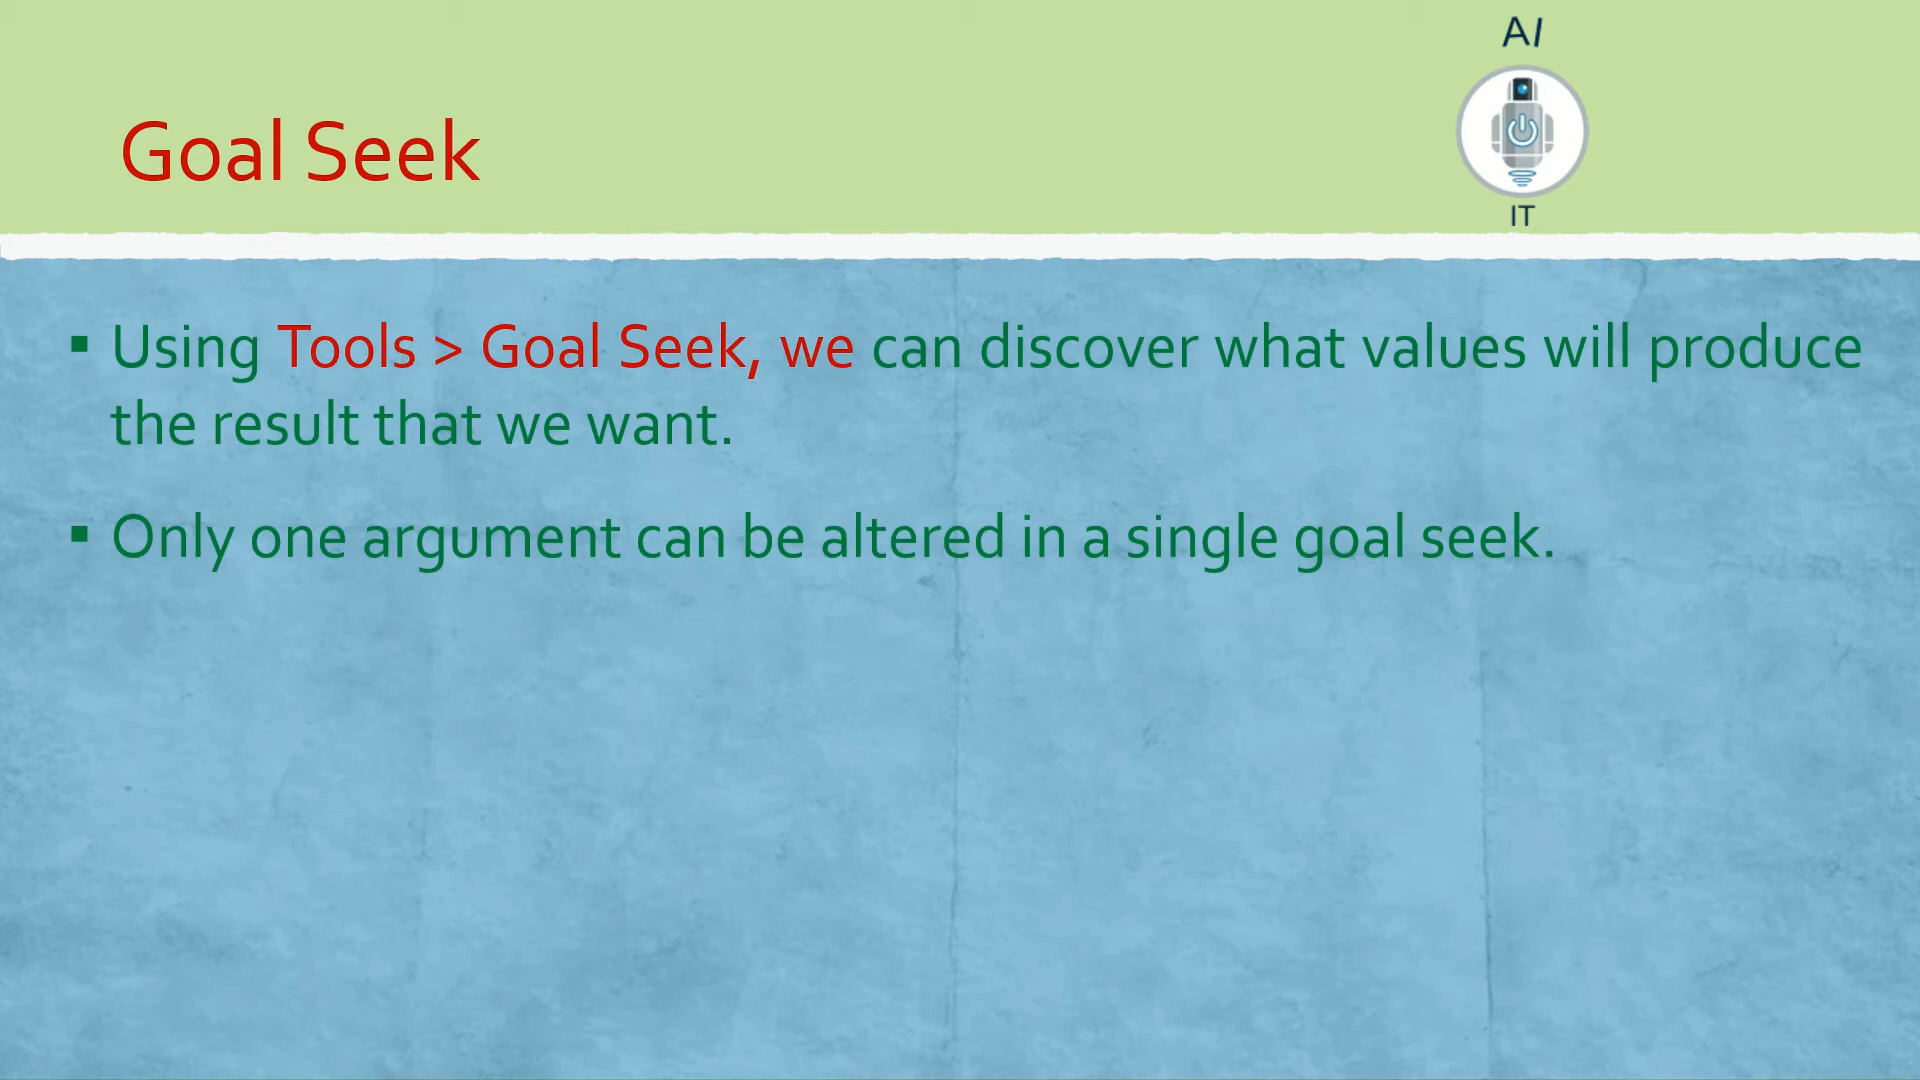 AI
IT
Goal Seek
▪ Using Tools > Goal Seek, we can discover what values will produce
the result that we want.
▪ Only one argument can be altered in a single goal seek.